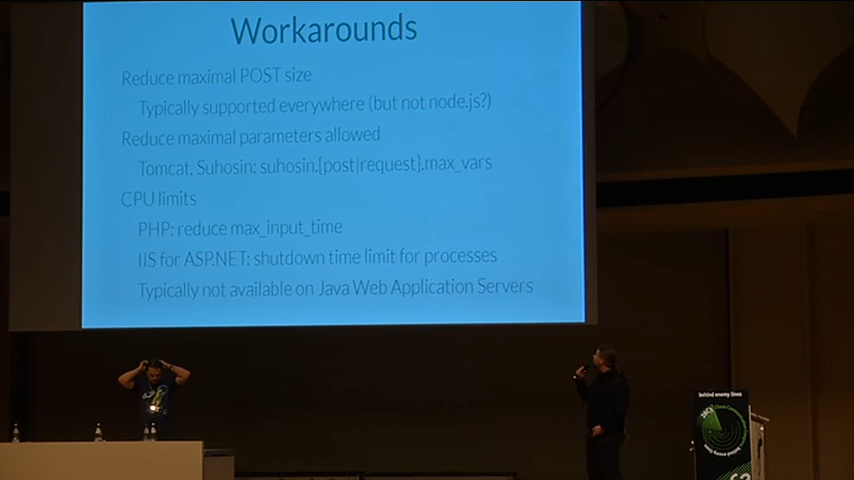 Workarounds
Reduce maximal POST size
Typically supported everywhere (but not node.js?)
Reduce maximal parameters allowed
Tomcat, Suhosin: suhosin.{post|request}.max_vars
CPU limits
PHP: reduce max_input_time
IIS for ASP.NET: shutdown time limit for processes
Typically not available on Java Web Application Servers
behind enemy lines